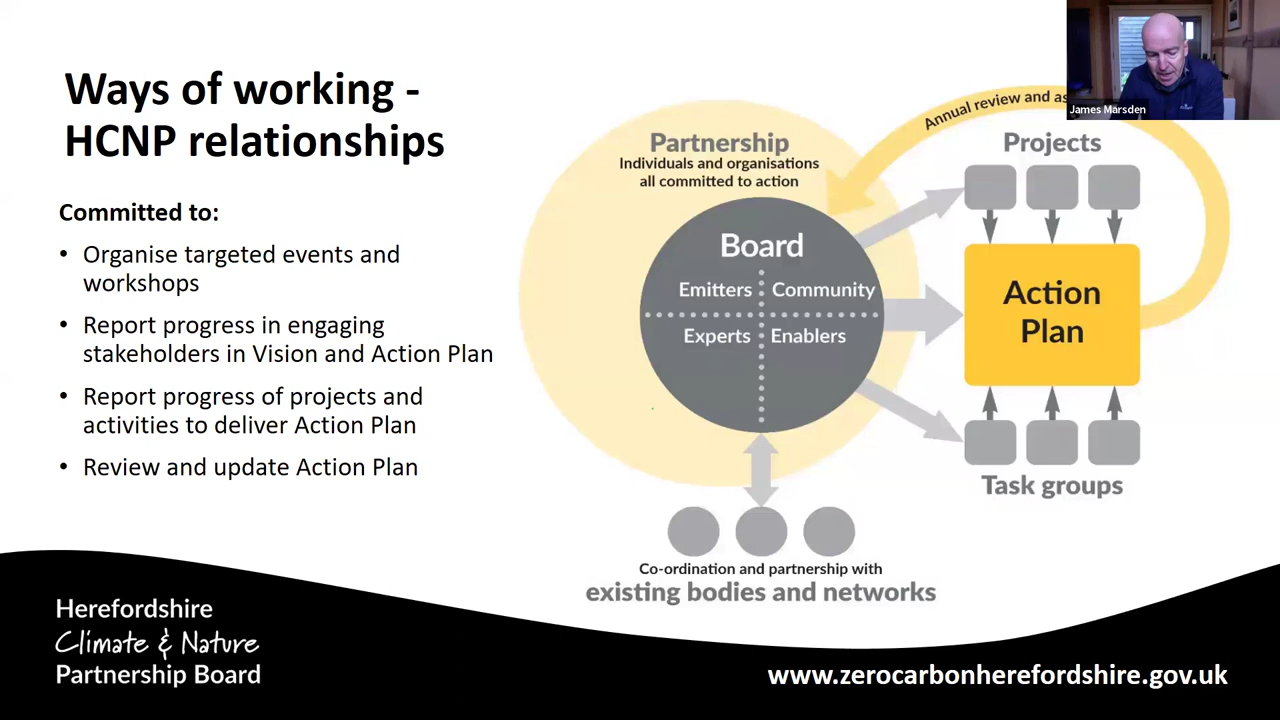 Ways of working -
HCNP relationships
Committed to:
• Organise targeted events and
workshops
• Report progress in engaging
stakeholders in Vision and Action Plan
• Report progress of projects and
activities to deliver Action Plan
• Review and update Action Plan
Partnership
Individuals and organisations
all committed to action
Board
Emitters
Community
Experts
Enablers
Annual review and
James Marsden
Projects
Action
Plan
Task groups
Co-ordination and partnership with
existing bodies and networks
Herefordshire
Climate & Nature
Partnership Board
www.zerocarbonherefordshire.gov.uk